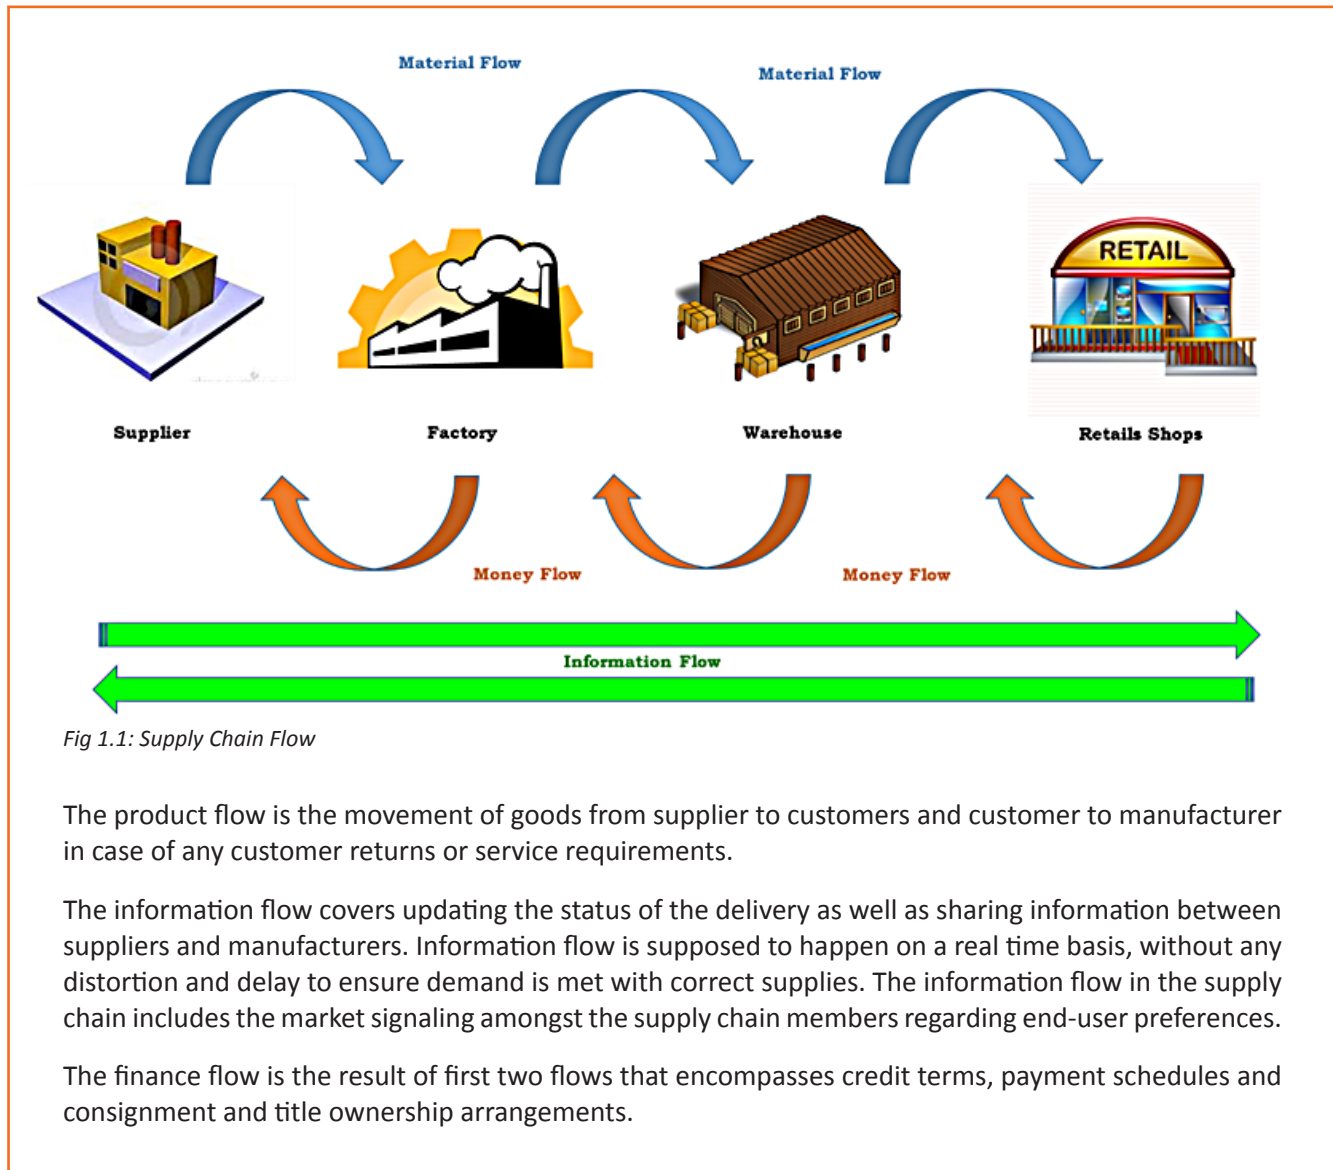 Material Flow
Material Flow
RETAIL
Supplier
Factory
Warehouse
Retails Shops
Money Flow
Money Flow
Information Flow
Fig 1.1: Supply Chain Flow
The product flow is the movement of goods from supplier to customers and customer to manufacturer
in case of any customer returns or service requirements.
The information flow covers updating the status of the delivery as well as sharing information between
suppliers and manufacturers. Information flow is supposed to happen on a real time basis, without any
distortion and delay to ensure demand is met with correct supplies. The information flow in the supply
chain includes the market signaling amongst the supply chain members regarding end-user preferences.
The finance flow is the result of first two flows that encompasses credit terms, payment schedules and
consignment and title ownership arrangements.